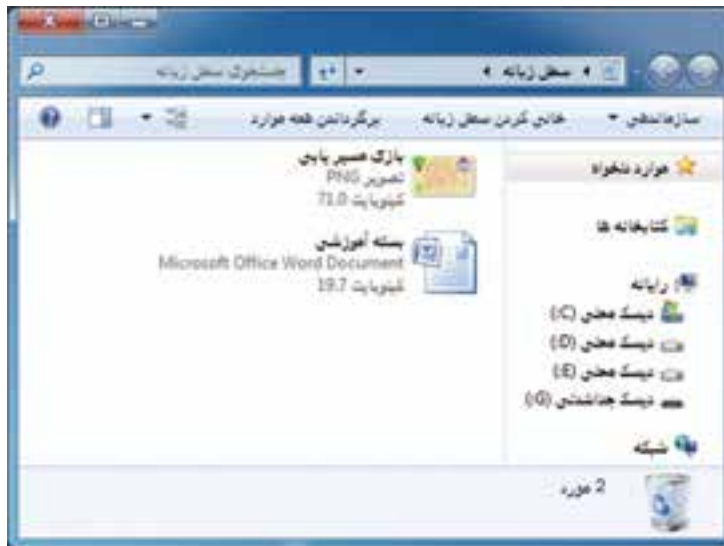 سطل زباله
جستجوی سطل زباله
سازماندهی
خالی کردن سطل زباله
برگرداندن همه موارد
موارد دلخواه
کتابخانه ها
رایانه
دیسک محلی (C:)
دیسک محلی (D:)
دیسک محلی (E:)
دیسک جداشدنی (G:)
شبکه
بازی مسیر یابی
تصویر PNG
71.0 کیلوبایت
بسته آموزشی
Microsoft Office Word Document
19.7 کیلوبایت
2 مورد